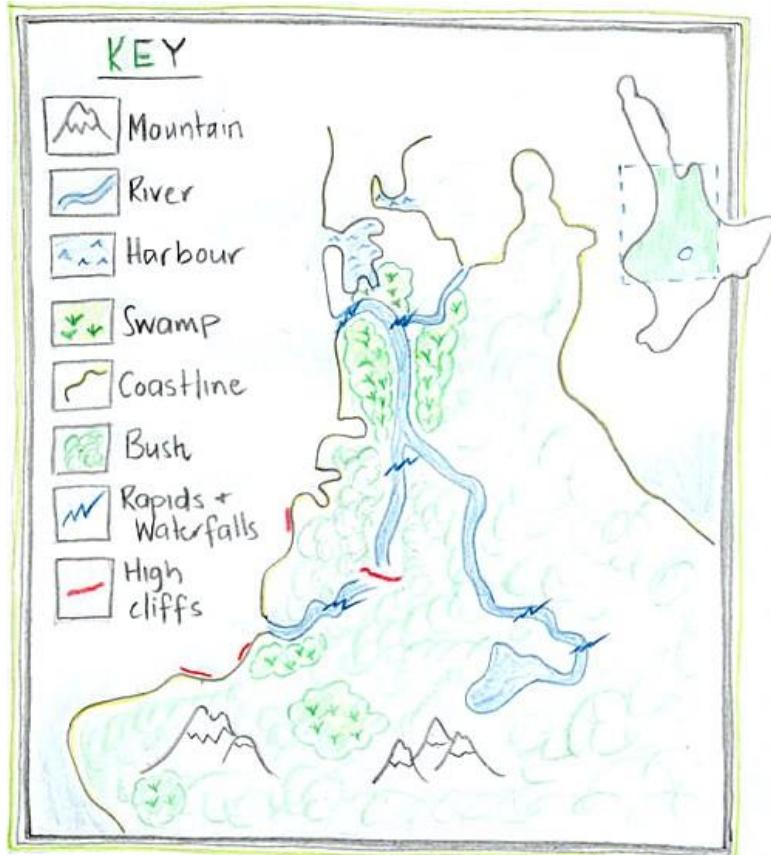 KEY
Mountain
River
Harbour
Swamp
Coastline
Bush
Rapids +
Waterfalls
High
cliffs